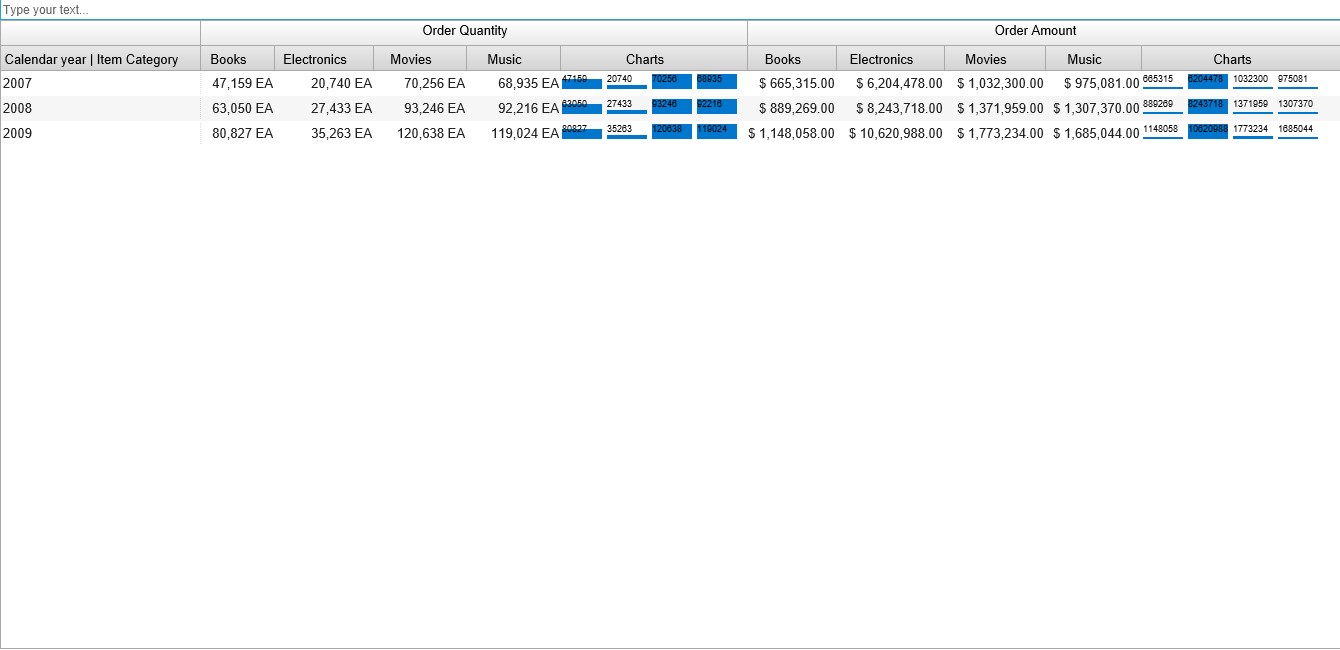 Type your text...
Order Quantity Order Amount
Calendar year | Item Category Books Electronics Movies Music Charts Books Electronics Movies Music Charts
2007 47,159 EA 20,740 EA 70,256 EA 68,935 EA 47159 20740 70256 68935 $ 665,315.00 $ 6,204,478.00 $ 1,032,300.00 $ 975,081.00 665315 6204478 1032300 975081
2008 63,050 EA 27,433 EA 93,246 EA 92,216 EA 63050 27433 93246 92216 $ 889,269.00 $ 8,243,718.00 $ 1,371,959.00 $ 1,307,370.00 889269 8243718 1371959 1307370
2009 80,827 EA 35,263 EA 120,638 EA 119,024 EA 80827 35263 120638 119024 $ 1,148,058.00 $ 10,620,988.00 $ 1,773,234.00 $ 1,685,044.00 1148058 10620988 1773234 1685044